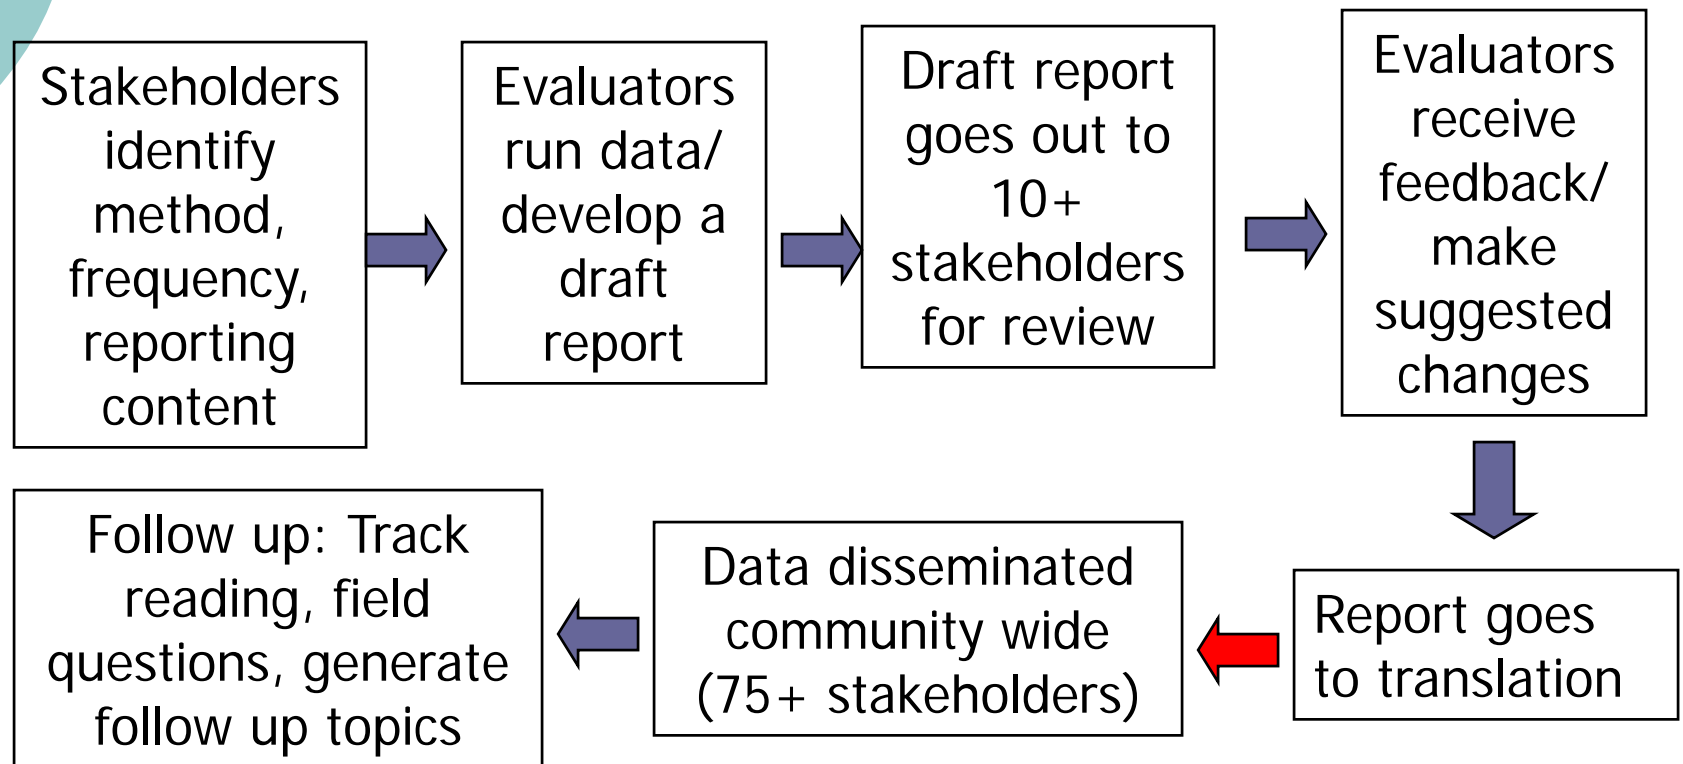 Stakeholders
identify
method,
frequency,
reporting
content
Evaluators
run data/
develop a
draft
report
Draft report
goes out to
10+
stakeholders
for review
Evaluators
receive
feedback/
make
suggested
changes
Report goes
to translation
Data disseminated
community wide
(75+ stakeholders)
Follow up: Track
reading, field
questions, generate
follow up topics